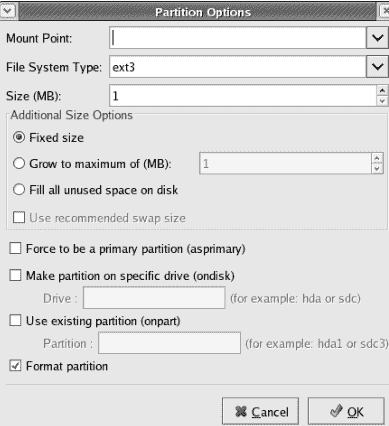 Partition Options
Mount Point:
File System Type: ext3
Size (MB): 1
Additional Size Options
Fixed size
Grow to maximum of (MB): 1
Fill all unused space on disk
Use recommended swap size
Force to be a primary partition (asprimary)
Make partition on specific drive (ondisk)
Drive : (for example: hda or sdc)
Use existing partition (onpart)
Partition : (for example: hda1 or sdc3)
Format partition
Cancel OK